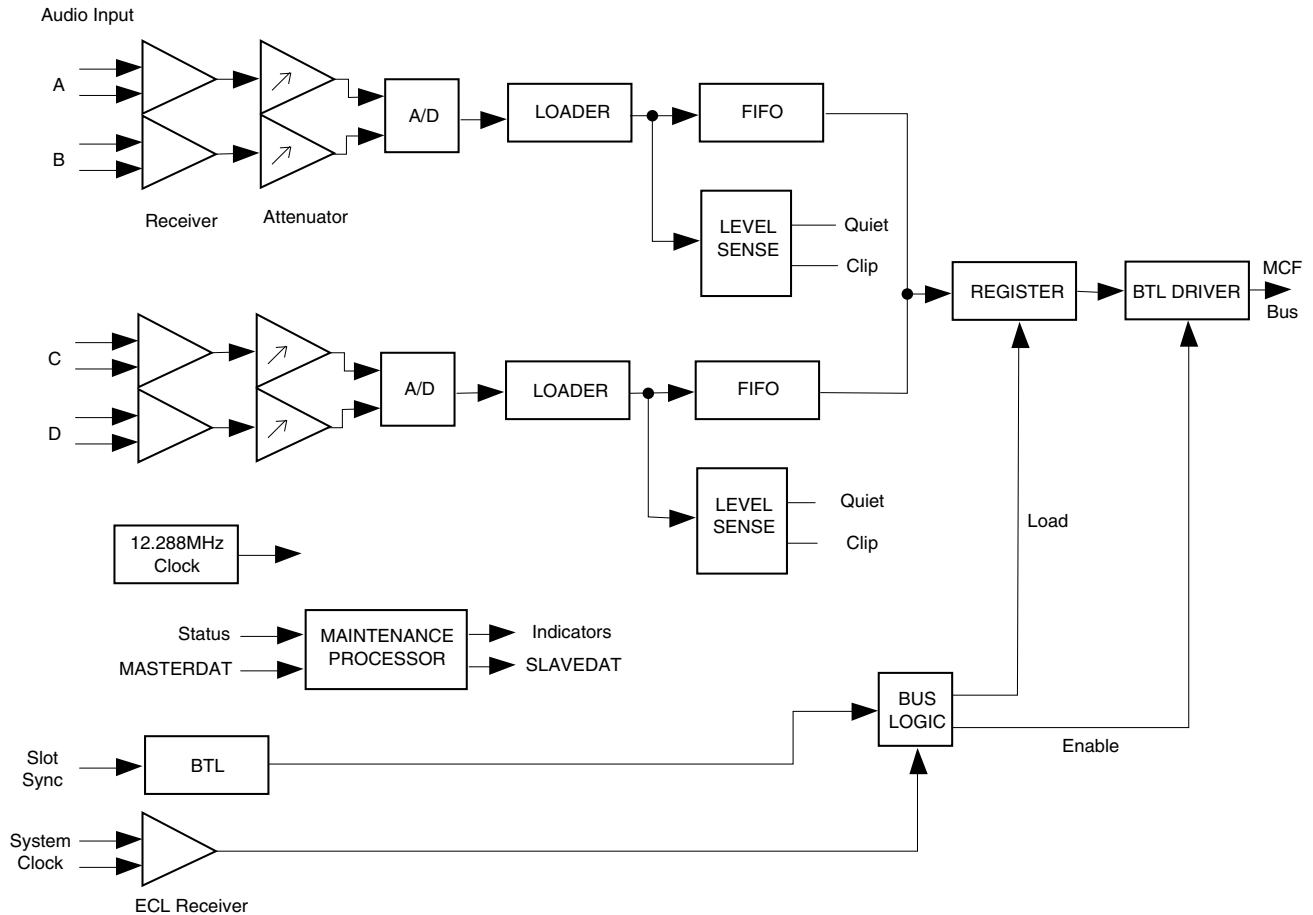 Audio Input
A
B
Receiver
Attenuator
A/D
LOADER
FIFO
LEVEL
SENSE
Quiet
Clip
REGISTER
BTL DRIVER
MCF
Bus
C
D
A/D
LOADER
FIFO
LEVEL
SENSE
Quiet
Clip
Load
12.288MHz
Clock
Status
MASTERDAT
MAINTENANCE
PROCESSOR
Indicators
SLAVEDAT
BUS
LOGIC
Enable
Slot
Sync
BTL
System
Clock
ECL Receiver